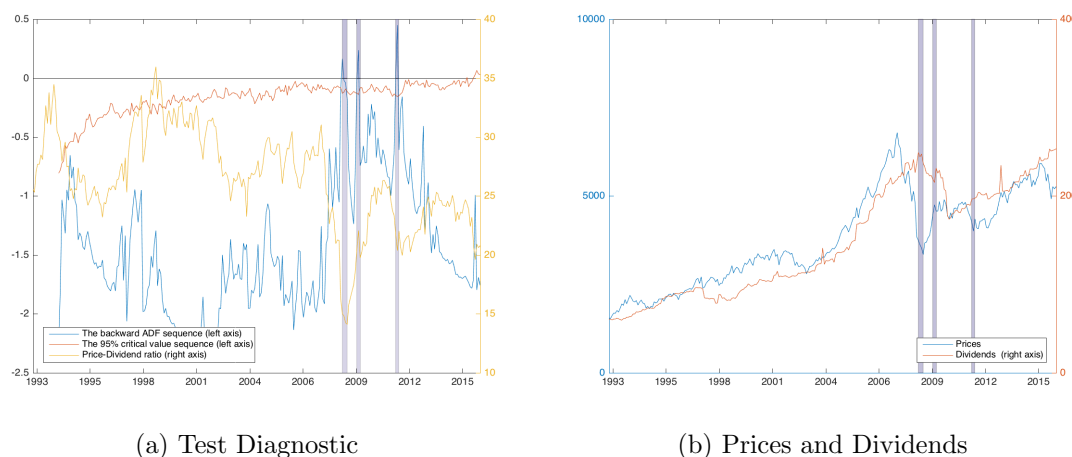 0.5
0
-0.5
-1
-1.5
-2
-2.5
40
35
30
25
20
15
10
1993 1995 1998 2001 2004 2006 2009 2012 2015
The backward ADF sequence (left axis)
The 95% critical value sequence (left axis)
Price-Dividend ratio (right axis)
(a) Test Diagnostic
10000
5000
0
400
200
0
1993 1995 1998 2001 2004 2006 2009 2012 2015
Prices
Dividends (right axis)
(b) Prices and Dividends